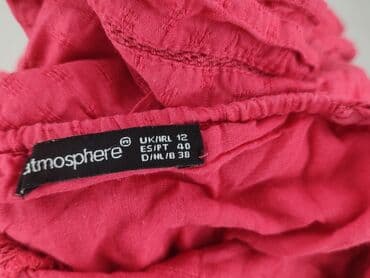 atmosphere
UK/IRL 12
ES/PT 40
D/NL/B 38